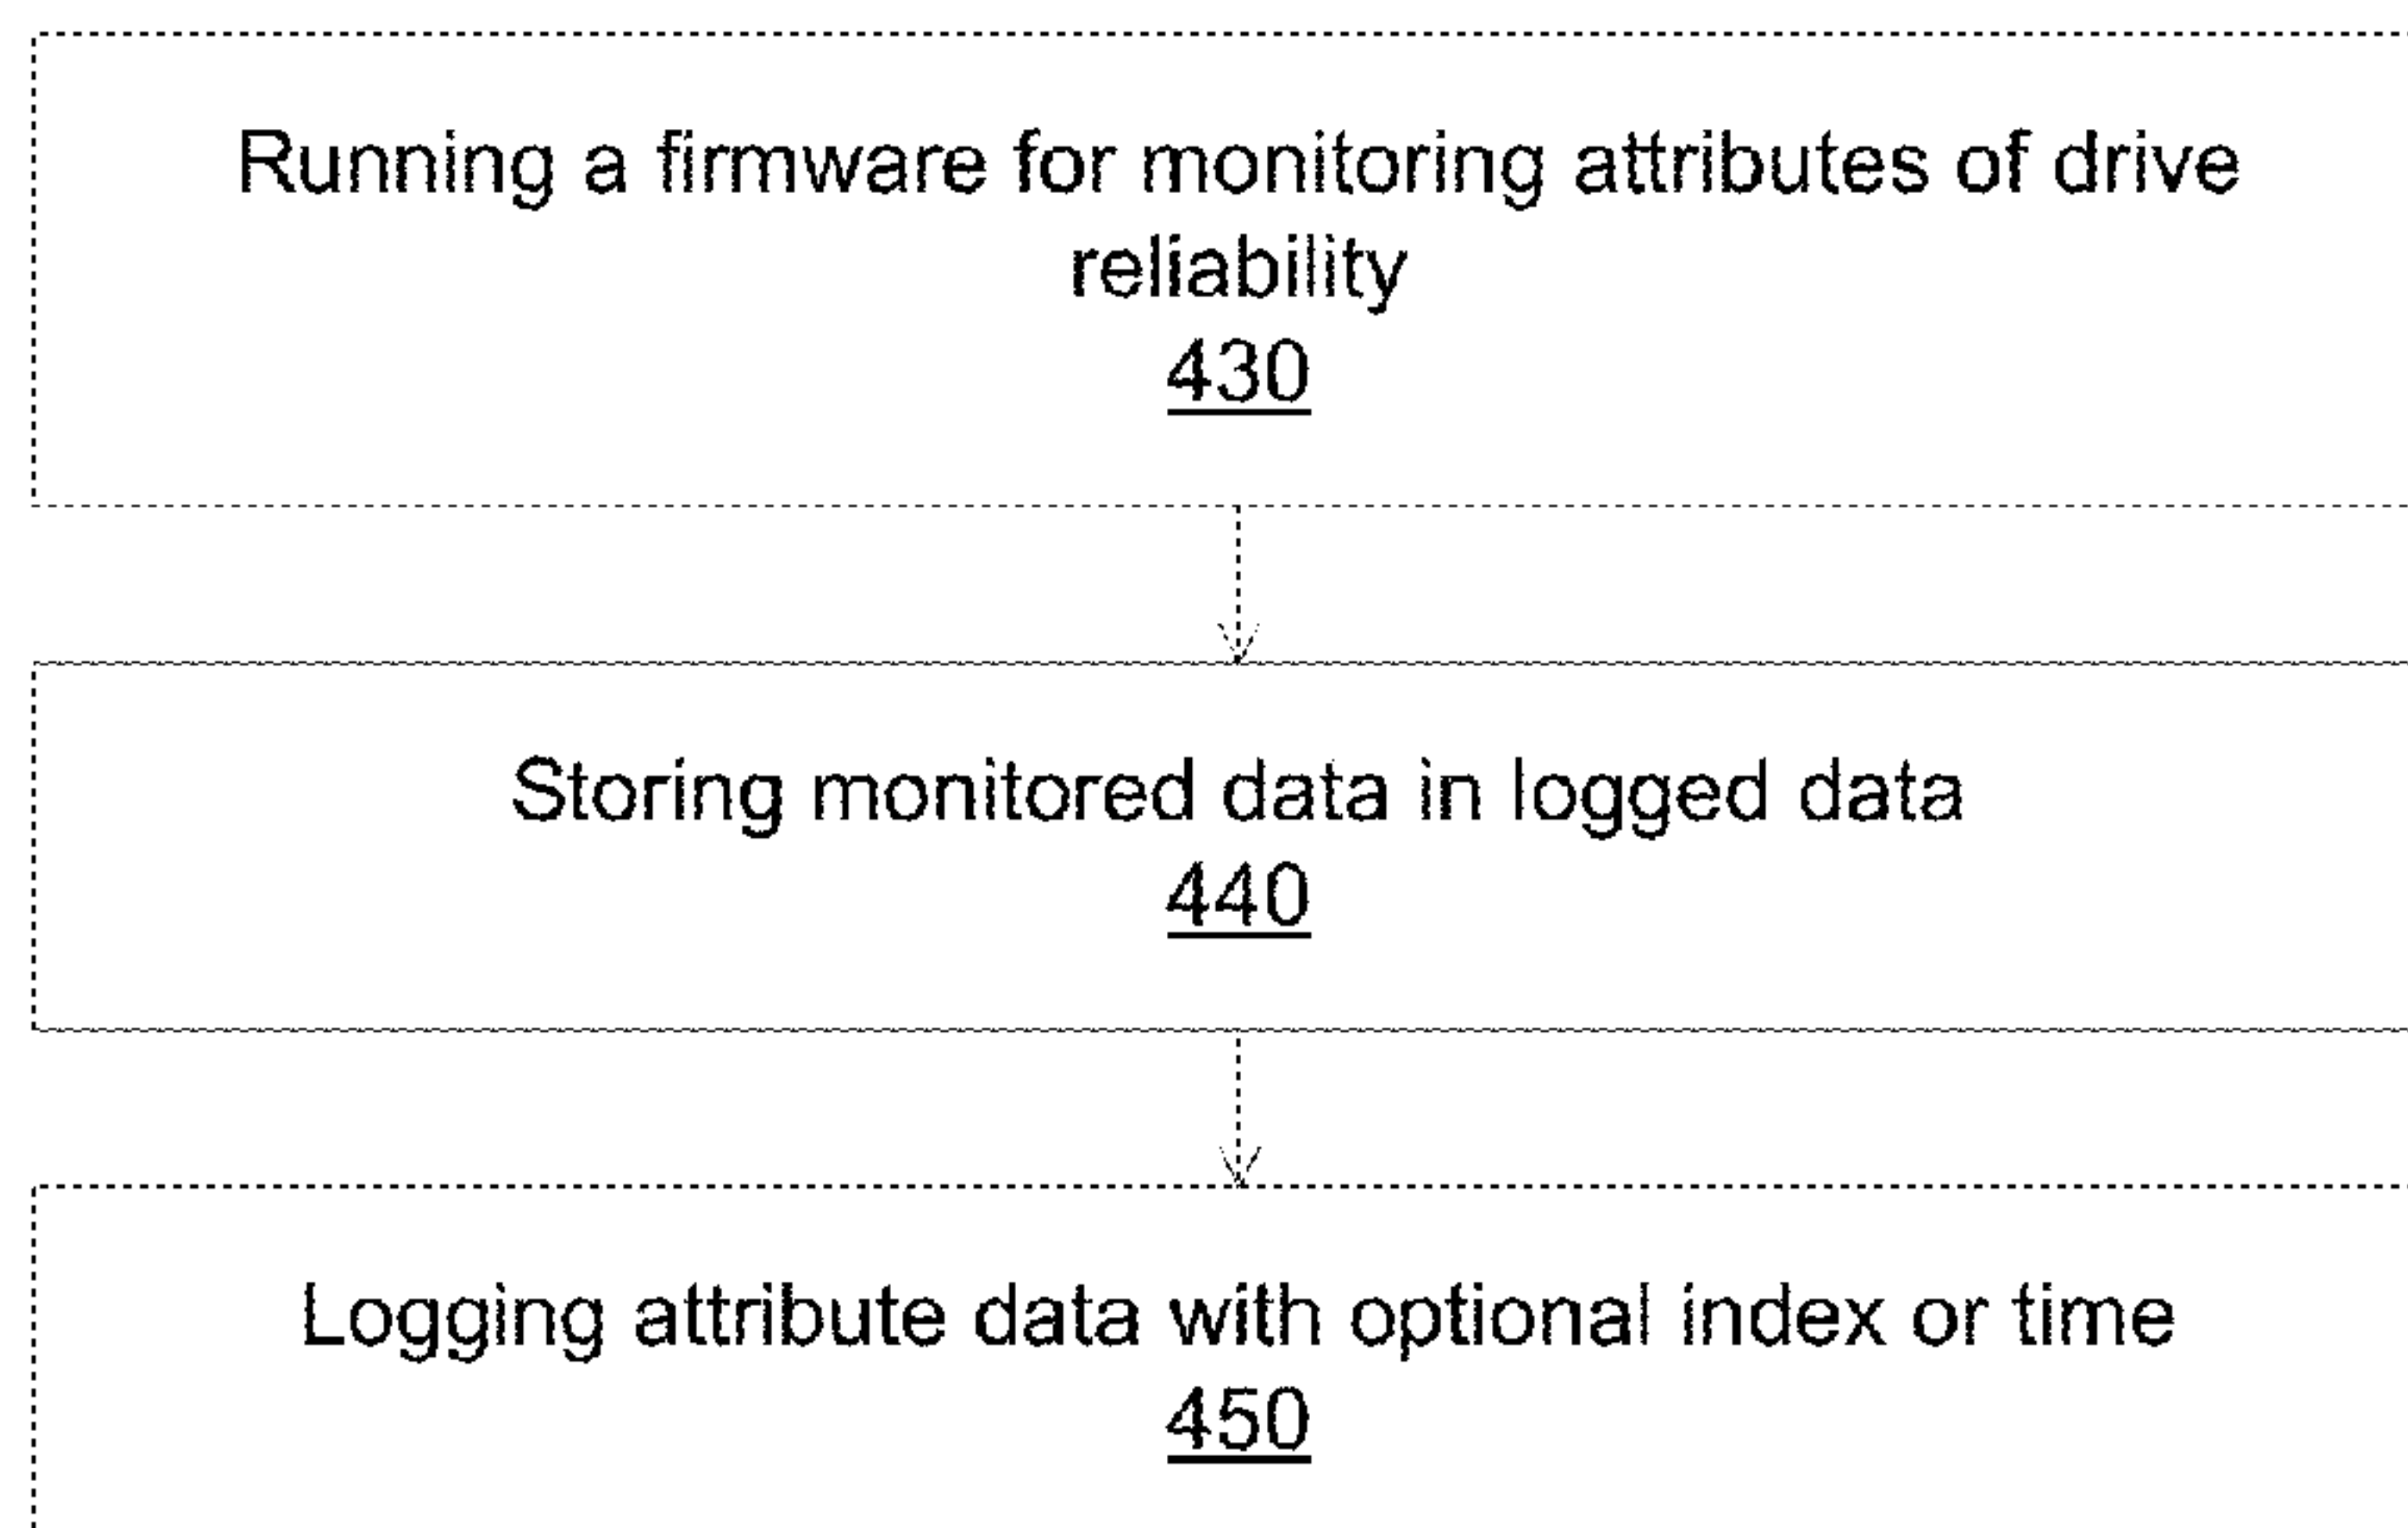 Running a firmware for monitoring attributes of drive
reliability
430
Storing monitored data in logged data
440
Logging attribute data with optional index or time
450